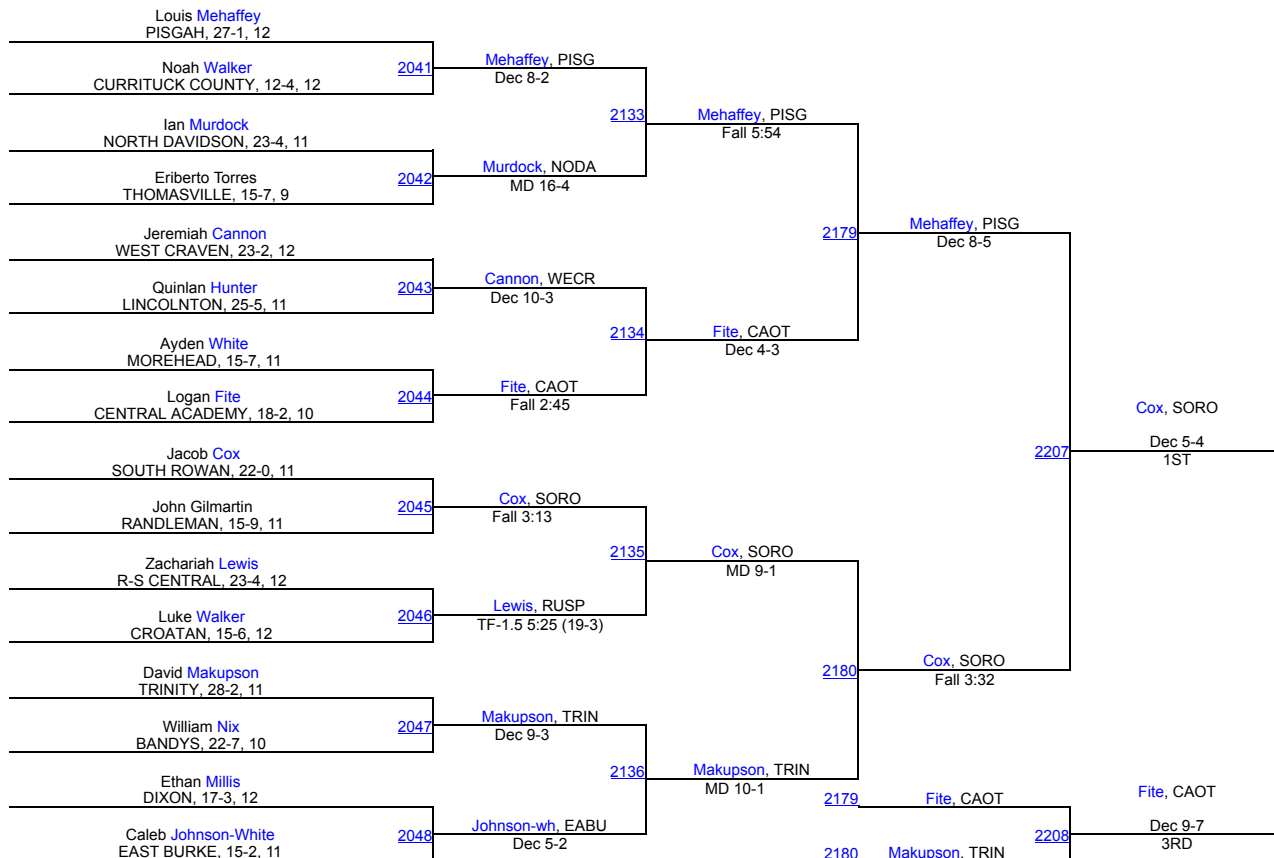 Louis Mehaffey
PISGAH, 27-1, 12
Noah Walker
CURRITUCK COUNTY, 12-4, 12
2041
Mehaffey, PISG
Dec 8-2
Ian Murdock
NORTH DAVIDSON, 23-4, 11
Eriberto Torres
THOMASVILLE, 15-7, 9
2042
Murdock, NODA
MD 16-4
2133
Mehaffey, PISG
Fall 5:54
Jeremiah Cannon
WEST CRAVEN, 23-2, 12
Quinlan Hunter
LINCOLNTON, 25-5, 11
2043
Cannon, WECR
Dec 10-3
Ayden White
MOREHEAD, 15-7, 11
Logan Fite
CENTRAL ACADEMY, 18-2, 10
2044
Fite, CAOT
Fall 2:45
2134
Fite, CAOT
Dec 4-3
2179
Mehaffey, PISG
Dec 8-5
Jacob Cox
SOUTH ROWAN, 22-0, 11
John Gilmartin
RANDLEMAN, 15-9, 11
2045
Cox, SORO
Fall 3:13
Zachariah Lewis
R-S CENTRAL, 23-4, 12
Luke Walker
CROATAN, 15-6, 12
2046
Lewis, RUSP
TF-1.5 5:25 (19-3)
2135
Cox, SORO
MD 9-1
David Makupson
TRINITY, 28-2, 11
William Nix
BANDYS, 22-7, 10
2047
Makupson, TRIN
Dec 9-3
Ethan Millis
DIXON, 17-3, 12
Caleb Johnson-White
EAST BURKE, 15-2, 11
2048
Johnson-wh, EABU
Dec 5-2
2136
Makupson, TRIN
MD 10-1
2180
Cox, SORO
Fall 3:32
2207
Cox, SORO
Dec 5-4
1ST
2179
Fite, CAOT
2180
Makupson, TRIN
2208
Fite, CAOT
Dec 9-7
3RD